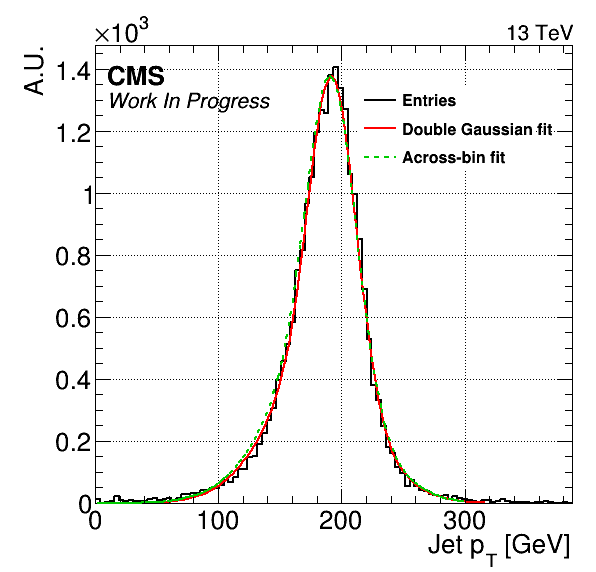 ×10³
13 TeV
A.U.
CMS
Work In Progress
Entries
Double Gaussian fit
Across-bin fit
1.4
1.2
1
0.8
0.6
0.4
0.2
0
0 100 200 300
Jet p_T [GeV]